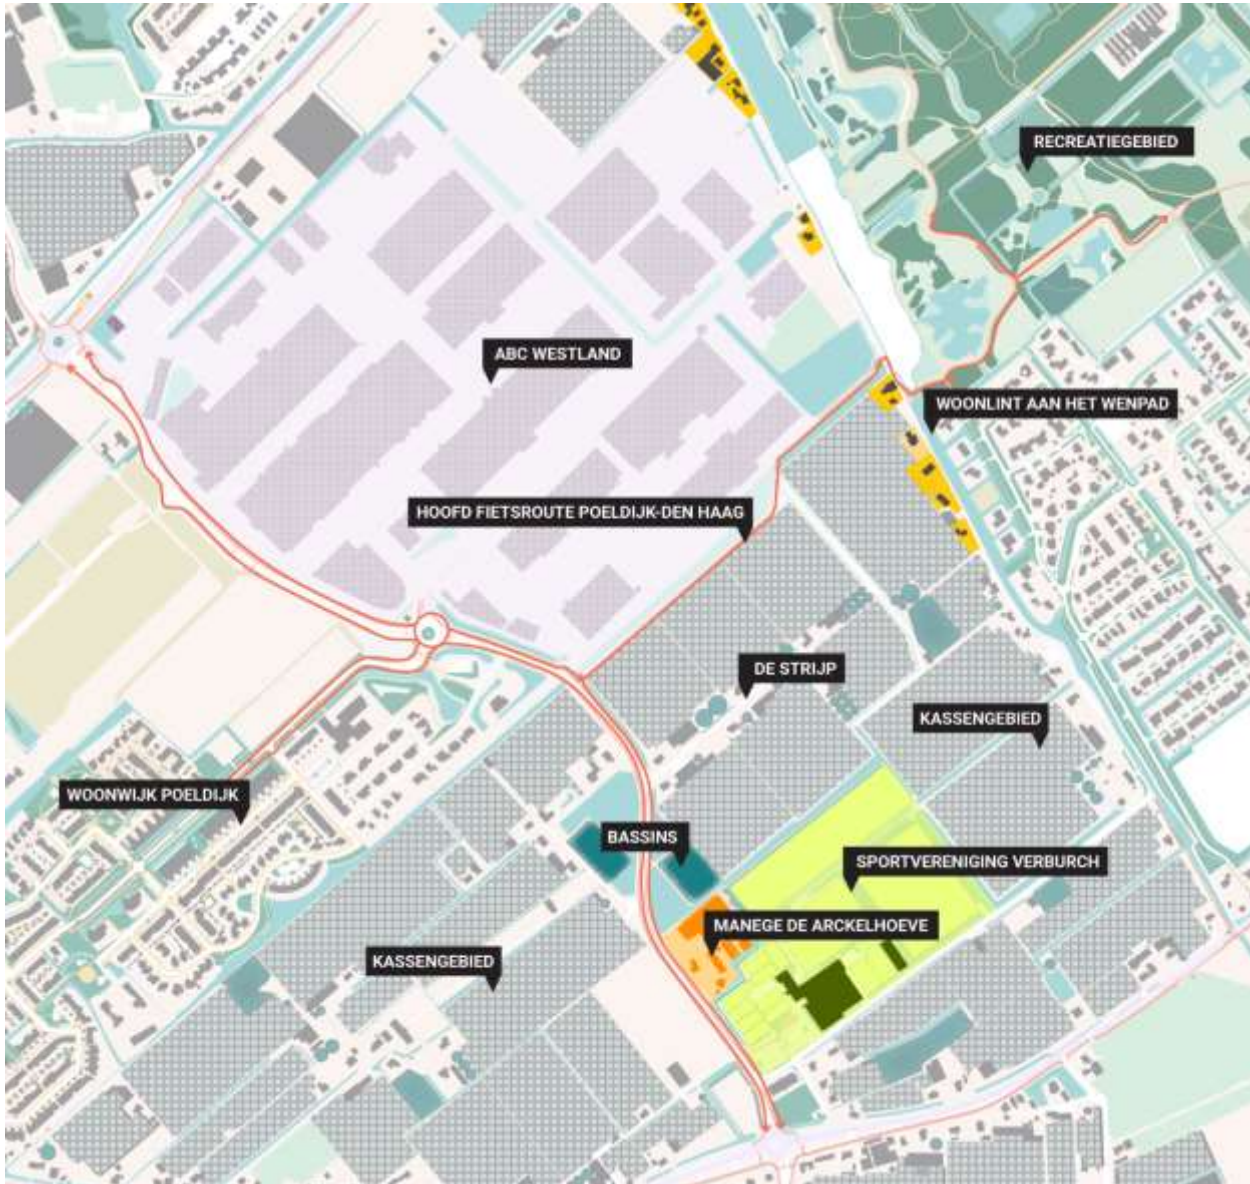 RECREATIEGEBIED
ABC WESTLAND
WOONLINT AAN HET WENPAD
HOOFD FIETSROUTE POELDIJK-DEN HAAG
DE STRIJP
KASSENGEBIED
WOONWIJK POELDIJK
BASSINS
SPORTVERENIGING VERBURCH
MANEGE DE ARCKELHOEVE
KASSENGEBIED